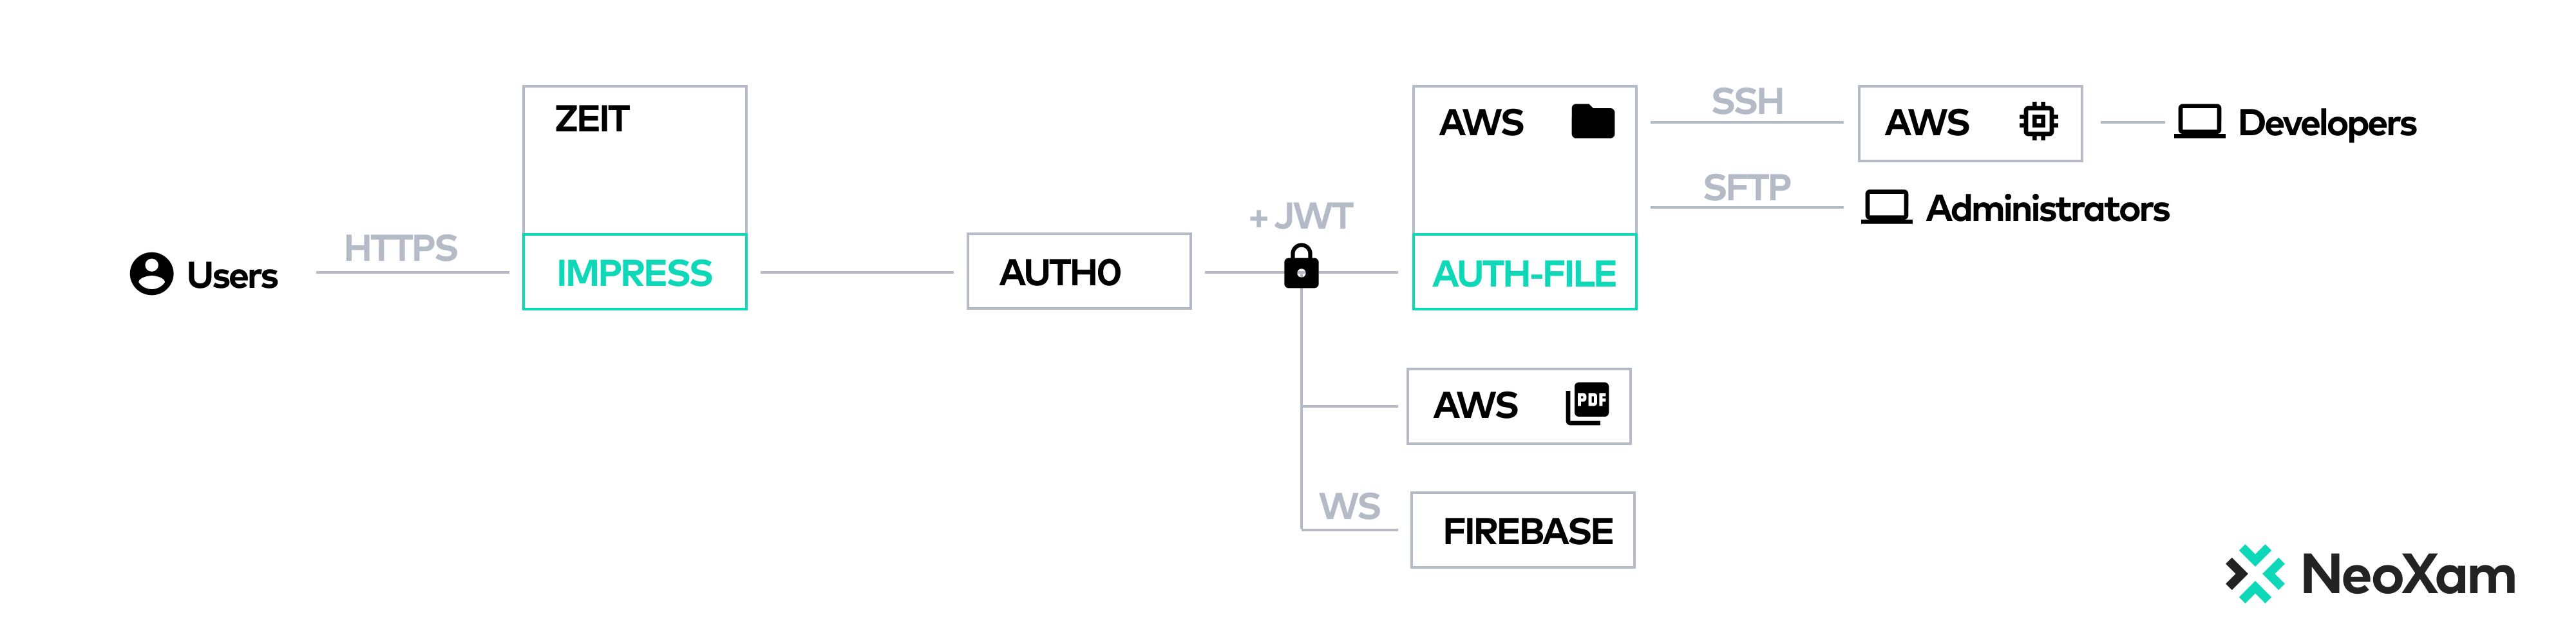 Users
HTTPS
ZEIT
IMPRESS
AUTH0
+ JWT
AWS
AUTH-FILE
SSH
AWS
Developers
SFTP
Administrators
AWS
PDF
WS
FIREBASE
NeoXam